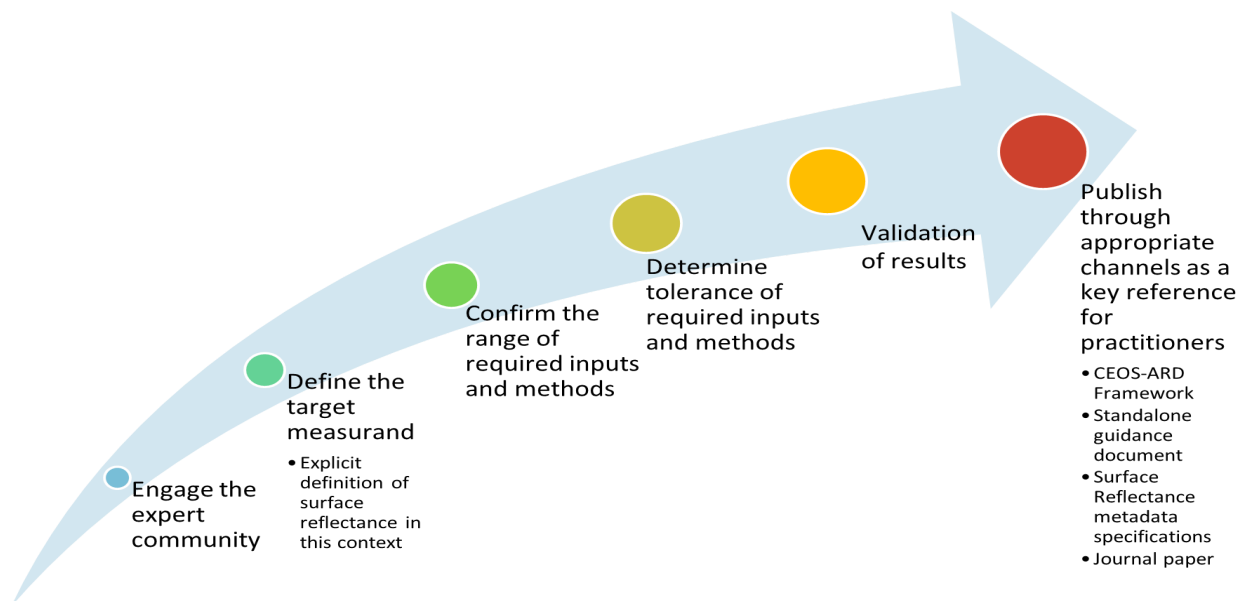 Engage the
expert
community
Define the
target
measurand
• Explicit
definition of
surface
reflectance in
this context
Confirm the
range of
required inputs
and methods
Determine
tolerance of
required inputs
and methods
Validation
of results
Publish
through
appropriate
channels as a
key reference
for
practitioners
• CEOS-ARD
Framework
• Standalone
guidance
document
• Surface
Reflectance
metadata
specifications
• Journal paper